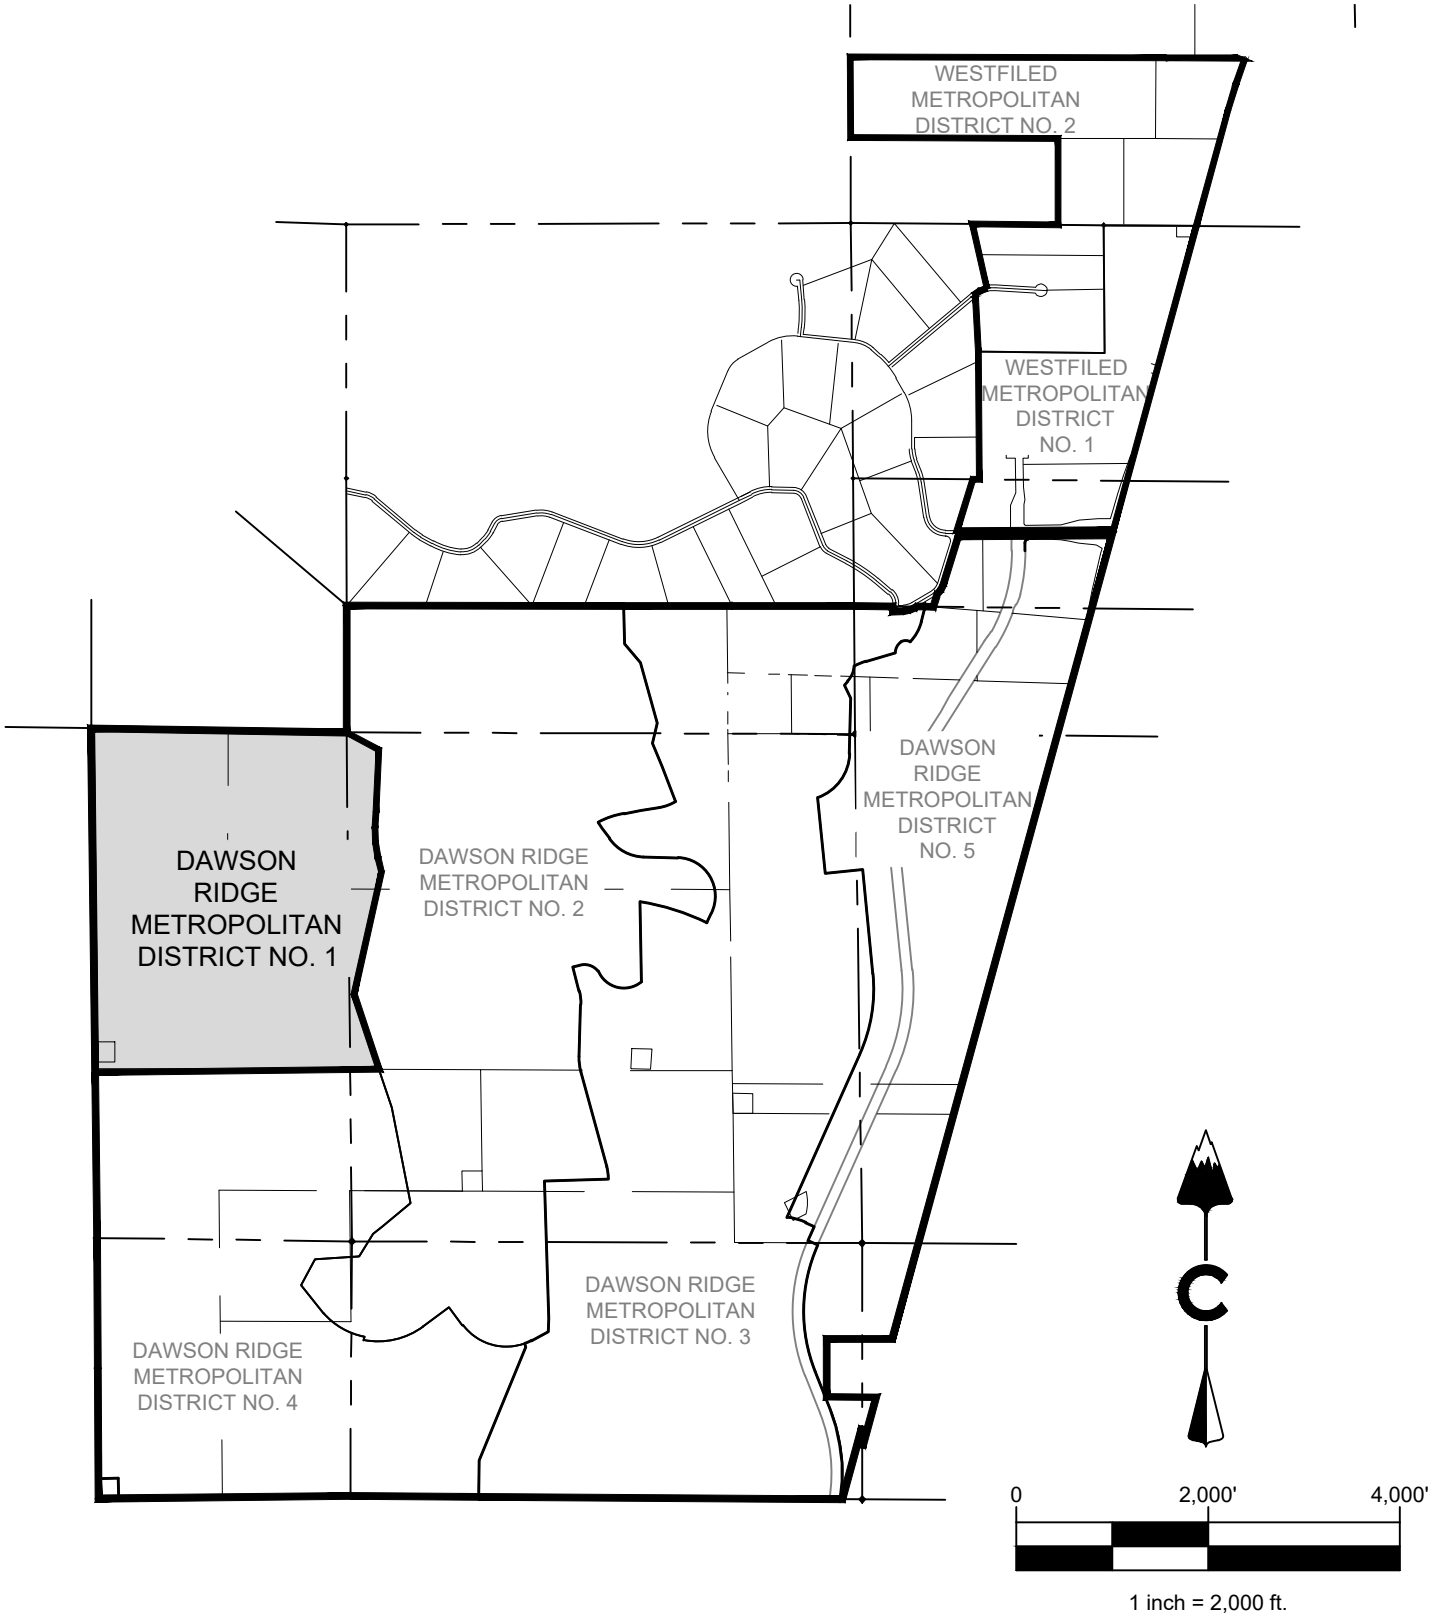 WESTFILED
METROPOLITAN
DISTRICT NO. 2
WESTFILED
METROPOLITAN
DISTRICT
NO. 1
DAWSON
RIDGE
METROPOLITAN
DISTRICT
NO. 5
DAWSON
RIDGE
METROPOLITAN
DISTRICT NO. 1
DAWSON RIDGE
METROPOLITAN
DISTRICT NO. 2
DAWSON RIDGE
METROPOLITAN
DISTRICT NO. 3
DAWSON RIDGE
METROPOLITAN
DISTRICT NO. 4
C
0 2,000' 4,000'
1 inch = 2,000 ft.